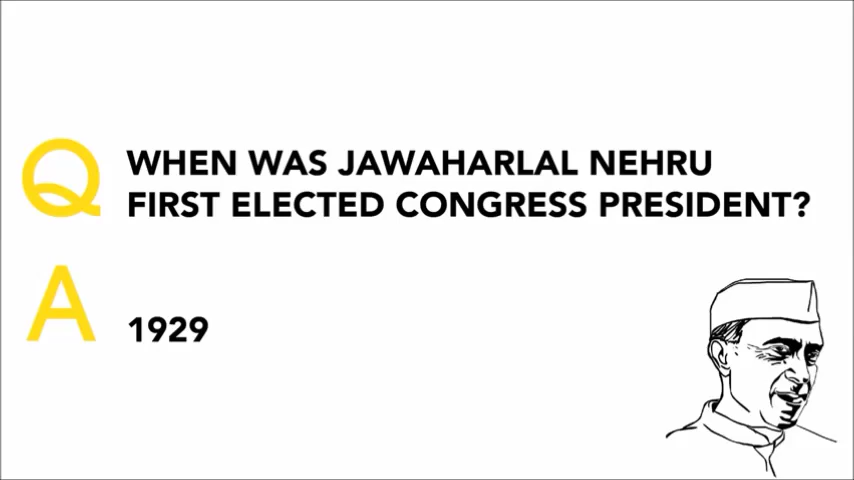 Q WHEN WAS JAWAHARLAL NEHRU
FIRST ELECTED CONGRESS PRESIDENT?
A 1929